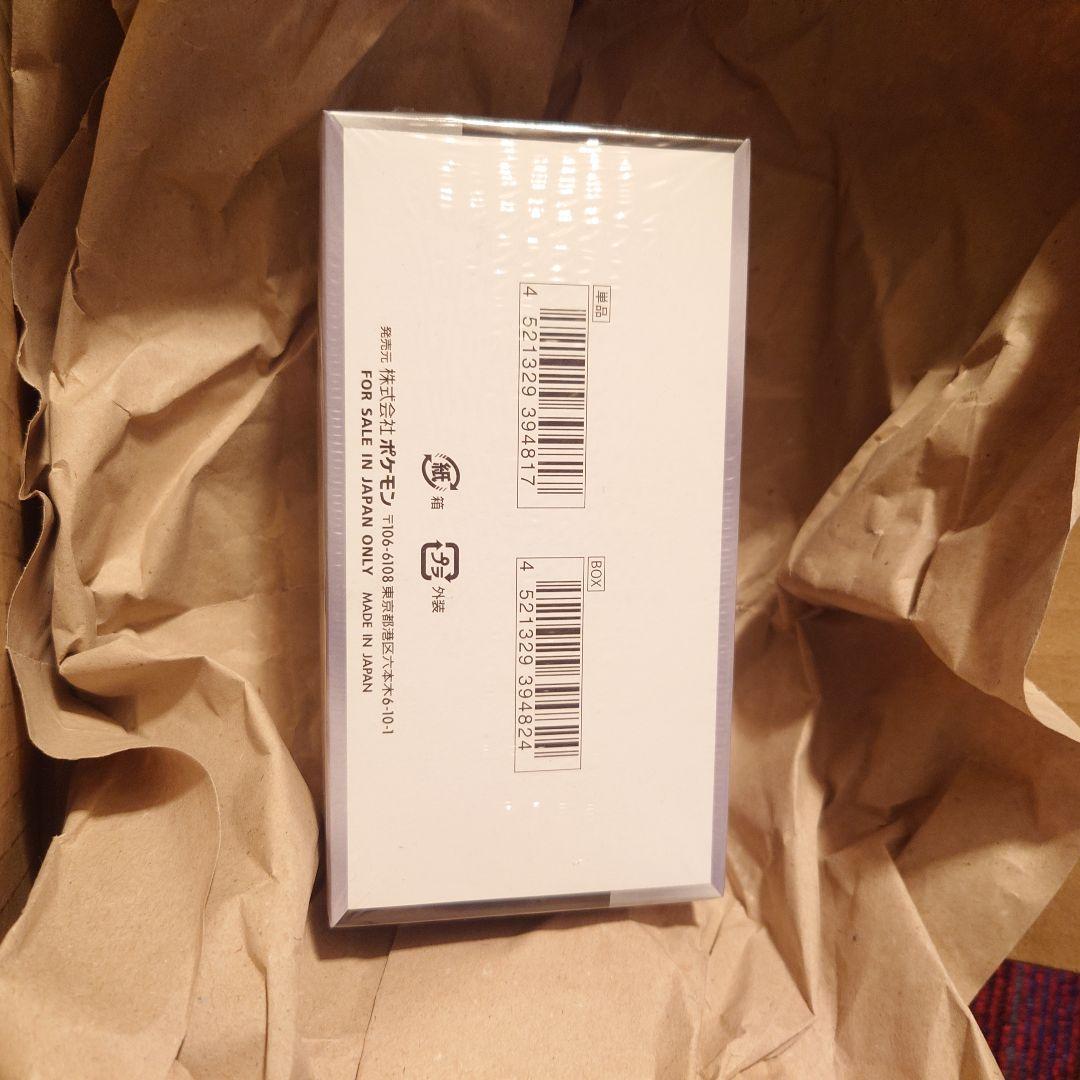 単品
4 521329 394817
BOX
4 521329 394824
紙 箱
プラ 外装
発売元 株式会社ポケモン 〒106-6108 東京都港区六本木6-10-1
FOR SALE IN JAPAN ONLY MADE IN JAPAN